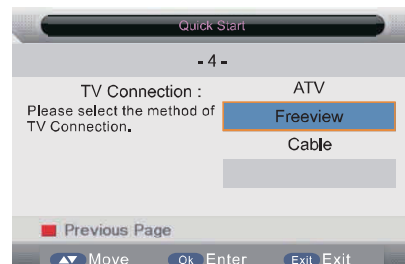 Quick Start
- 4 -
TV Connection :
Please select the method of
TV Connection.
ATV
Freeview
Cable
Previous Page
Move Ok Enter Exit Exit